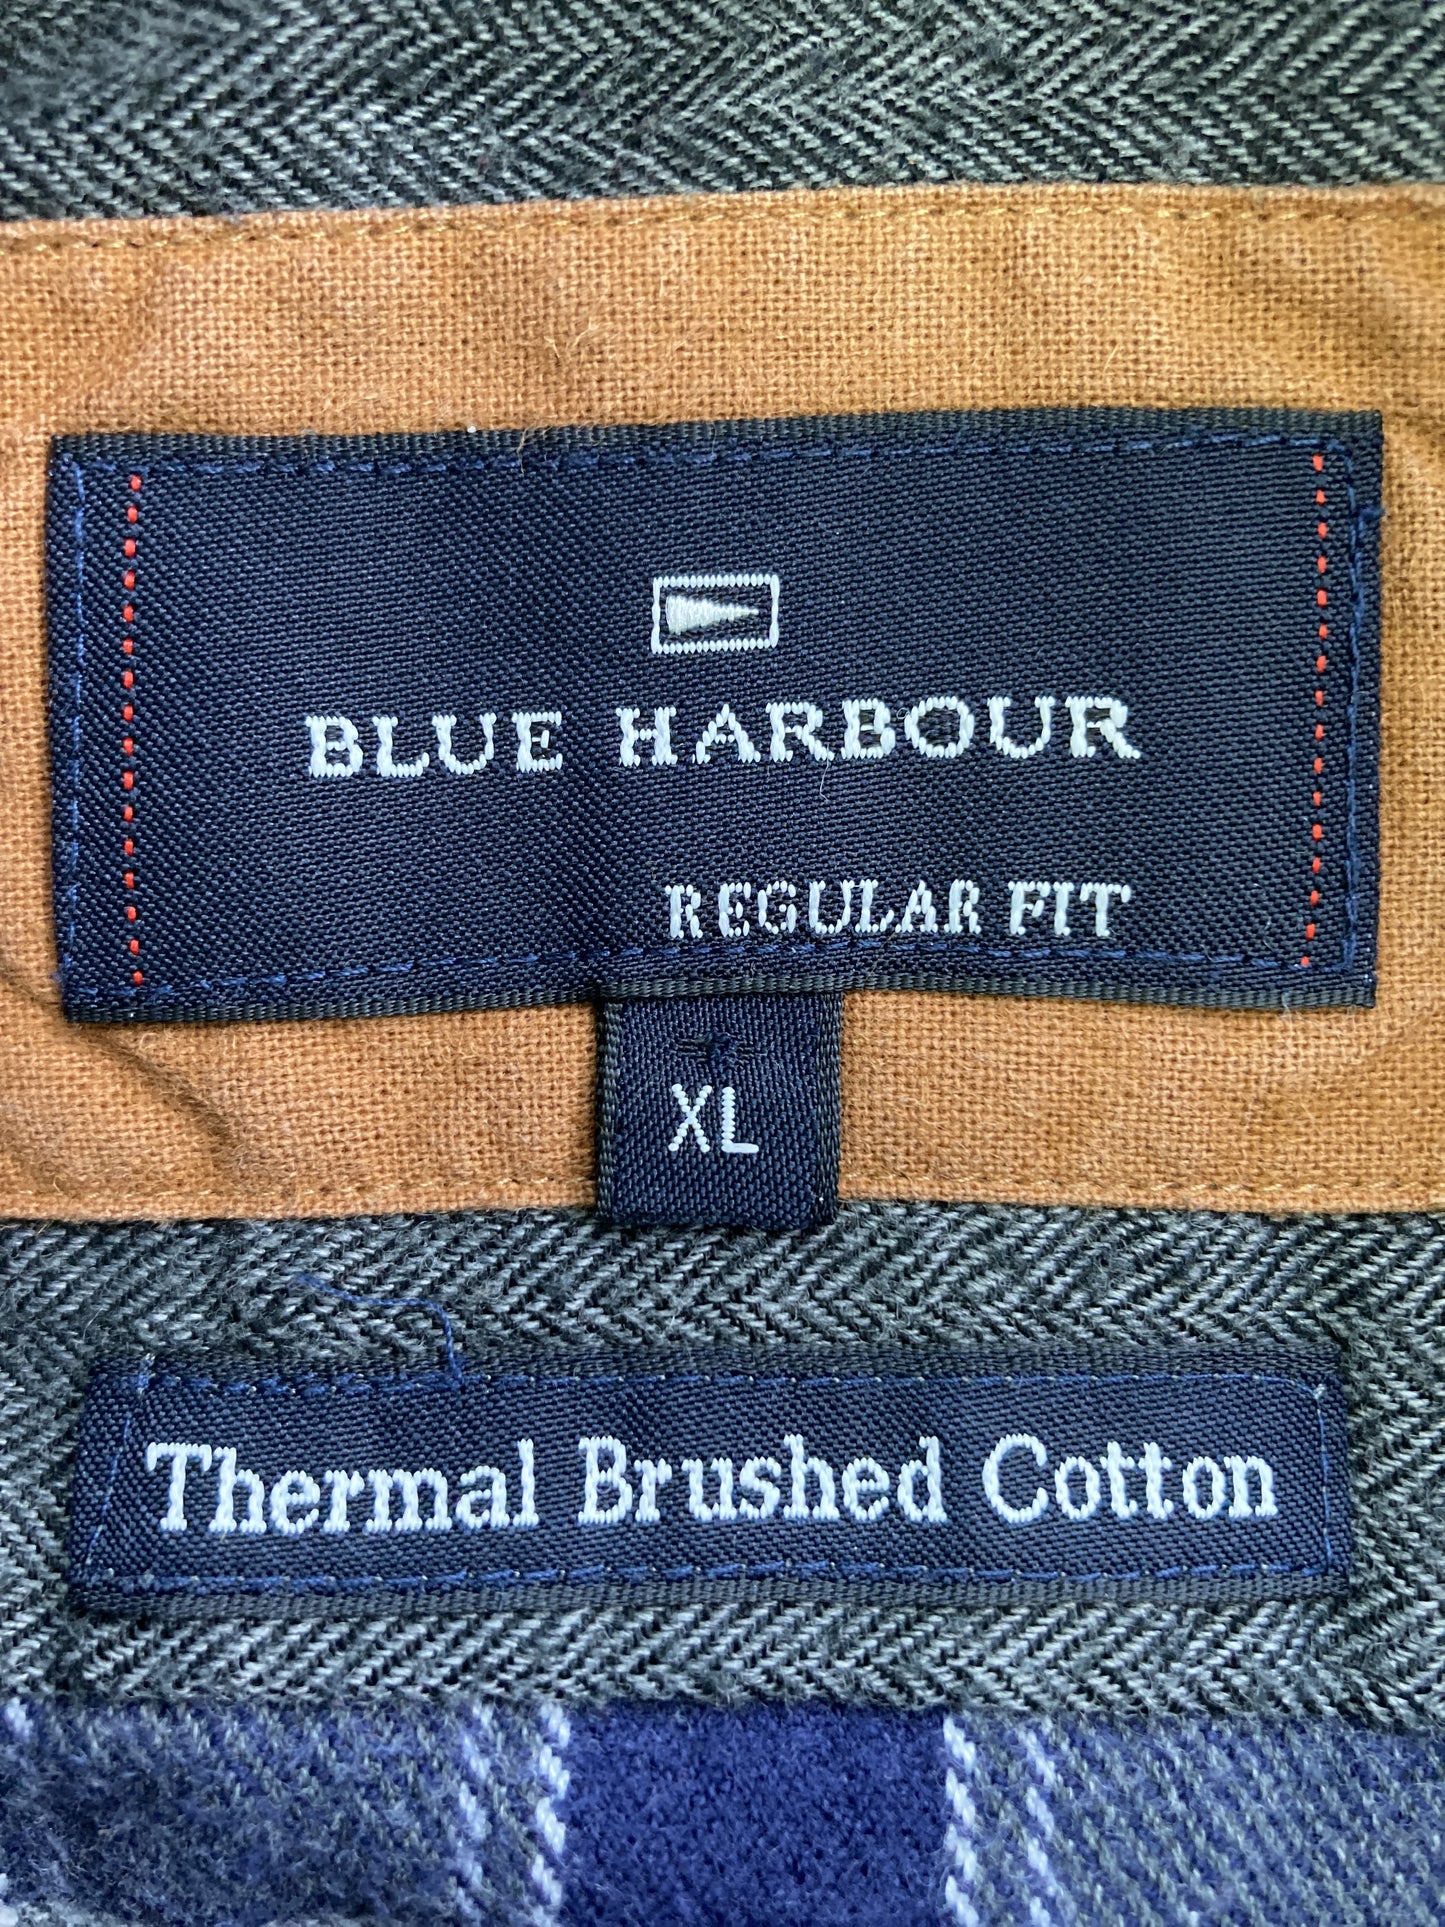 BLUE HARBOUR
REGULAR FIT
XL
Thermal Brushed Cotton